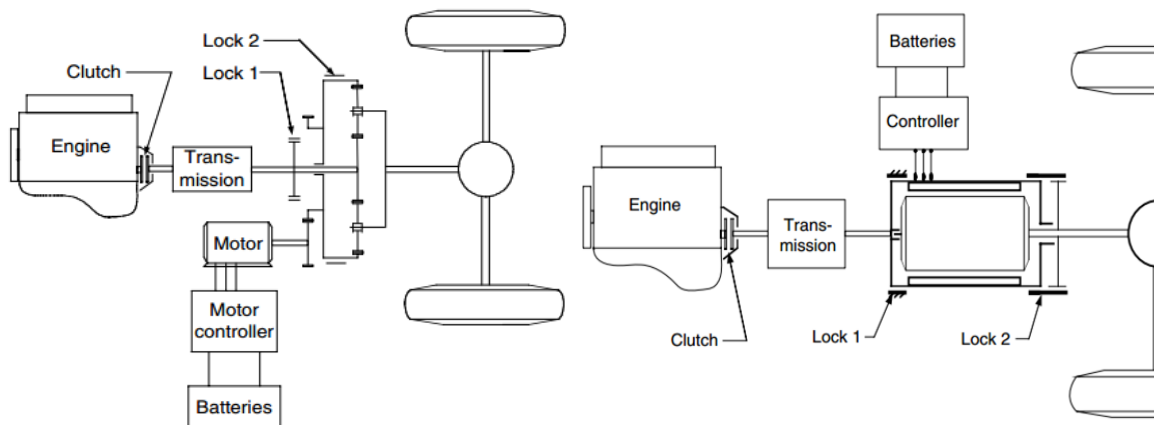 Lock 2
Lock 1
Clutch
Engine
Trans-
mission
Motor
Motor
controller
Batteries
Batteries
Controller
Engine
Trans-
mission
Clutch
Lock 1
Lock 2